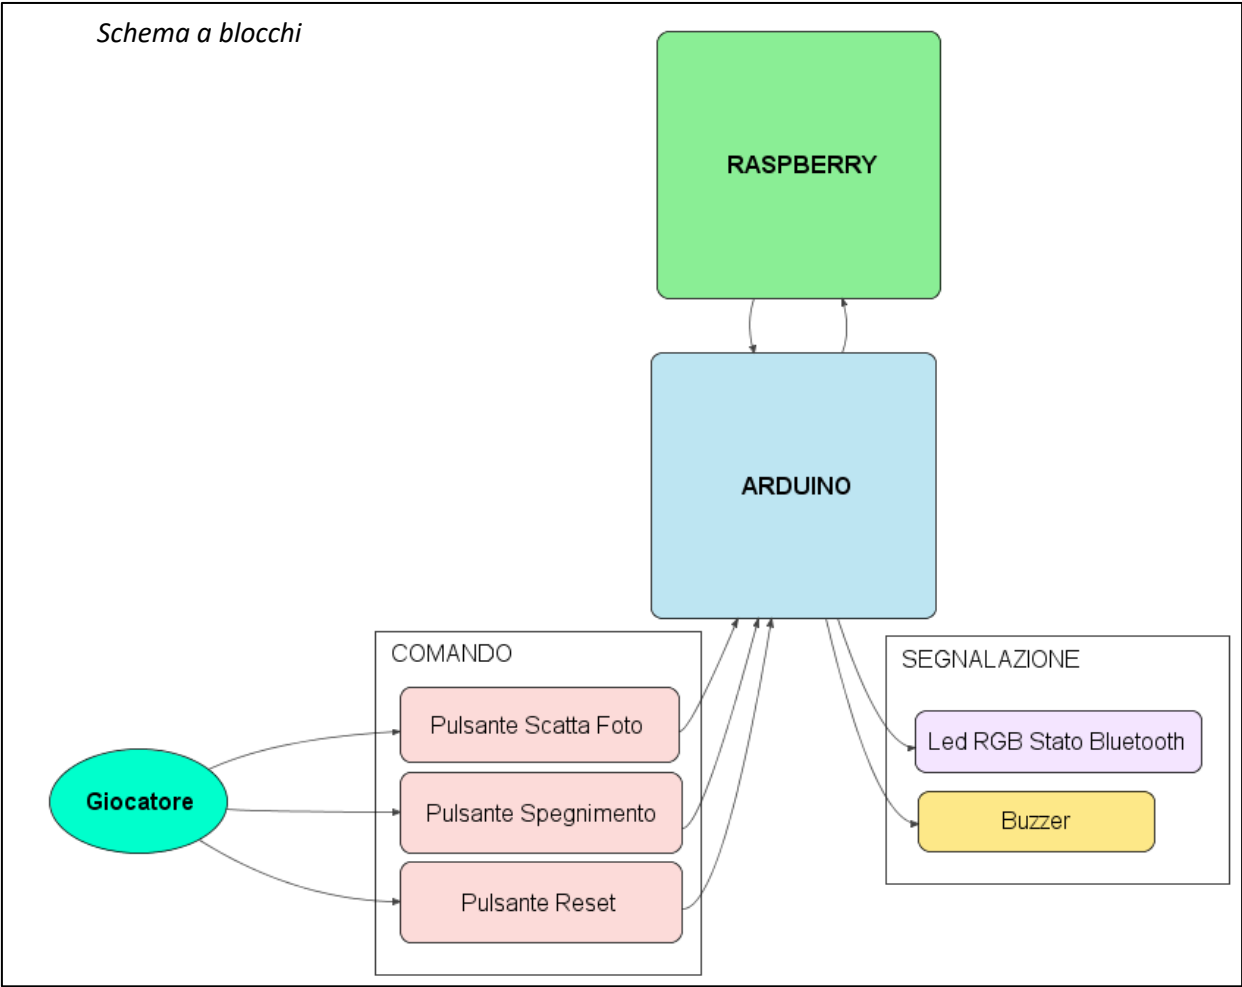 Schema a blocchi
RASPBERRY
ARDUINO
COMANDO
Pulsante Scatta Foto
Pulsante Spegnimento
Pulsante Reset
Giocatore
SEGNALAZIONE
Led RGB Stato Bluetooth
Buzzer